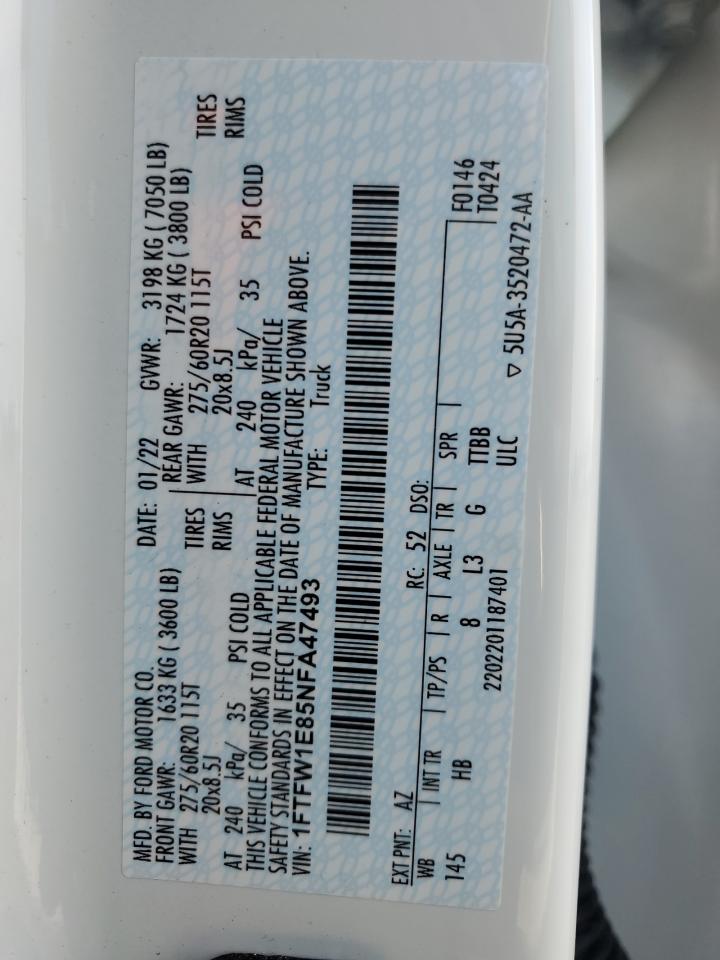 MFD. BY FORD MOTOR CO.
DATE: 01/22 GVWR: 3198 KG ( 7050 LB)
FRONT GAWR: 1633 KG ( 3600 LB)
REAR GAWR: 1724 KG ( 3800 LB)
WITH 275/60R20 115T TIRES
WITH 275/60R20 115T TIRES
20x8.5J RIMS
20x8.5J RIMS
AT 240 kPa/ 35 PSI COLD
AT 240 kPa/ 35 PSI COLD
THIS VEHICLE CONFORMS TO ALL APPLICABLE FEDERAL MOTOR VEHICLE
SAFETY STANDARDS IN EFFECT ON THE DATE OF MANUFACTURE SHOWN ABOVE.
VIN: 1FTFW1E85NFA47493 TYPE: Truck
EXT PNT: AZ RC: 52 DSO: F0146
WB | INT TR | TP/PS | R | AXLE | TR | SPR | T0424
145 HB 8 L3 G TTBB
2202201187401 ULC ▽ 5U5A-3520472-AA